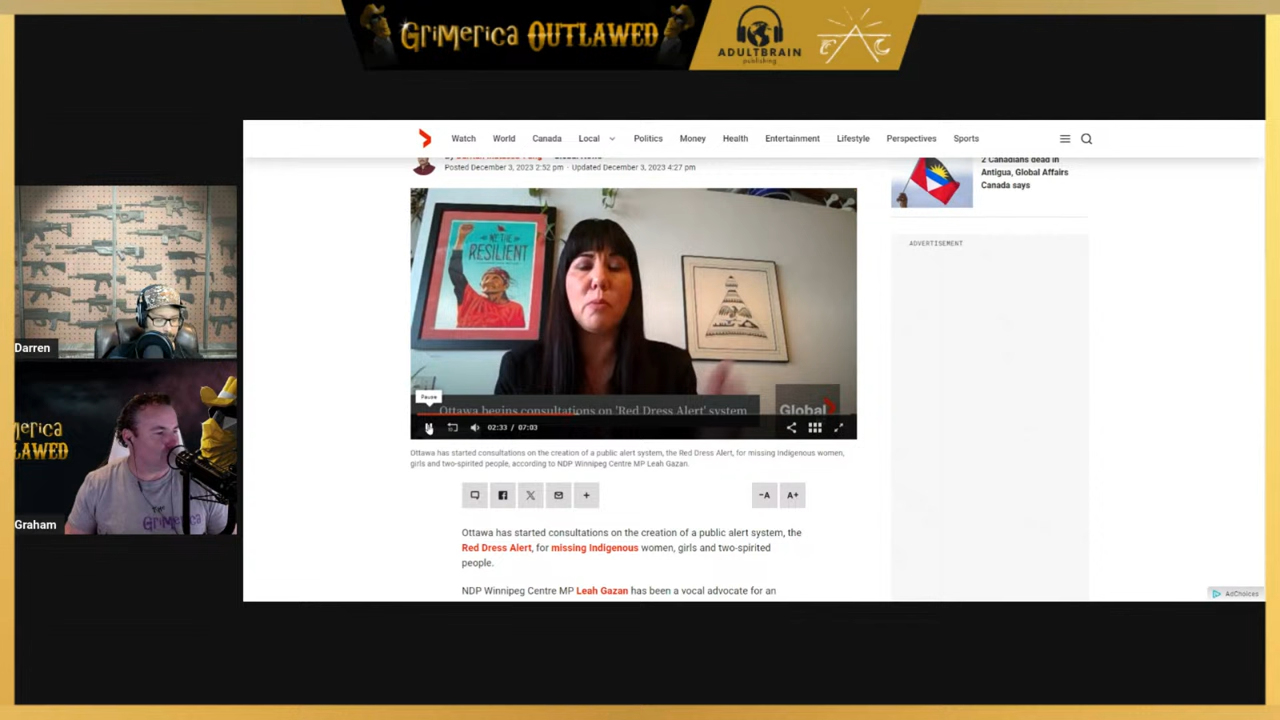 GRIMERICA OUTLAWED
ADULTBRAIN
publishing
Watch World Canada Local Politics Money Health Entertainment Lifestyle Perspectives Sports
Posted December 3, 2023 2:52 pm · Updated December 3, 2023 4:27 pm
2 Canadians dead in
Antigua, Global Affairs
Canada says
ADVERTISEMENT
RESILIENT
Darren
Pause
Ottawa begins consultations on 'Red Dress Alert' system
Global
02:33 / 07:03
Ottawa has started consultations on the creation of a public alert system, the Red Dress Alert, for missing Indigenous women,
girls and two-spirited people, according to NDP Winnipeg Centre MP Leah Gazan.
-A A+
Graham
Ottawa has started consultations on the creation of a public alert system, the
Red Dress Alert, for missing Indigenous women, girls and two-spirited
people.
NDP Winnipeg Centre MP Leah Gazan has been a vocal advocate for an
AdChoices